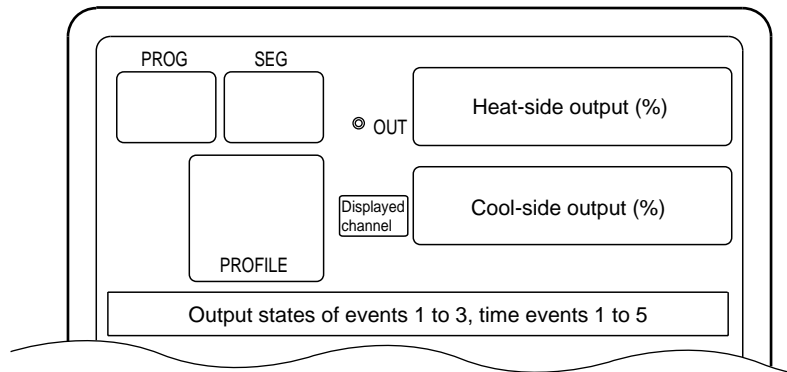 PROG
SEG
OUT
Heat-side output (%)
Displayed
channel
Cool-side output (%)
PROFILE
Output states of events 1 to 3, time events 1 to 5